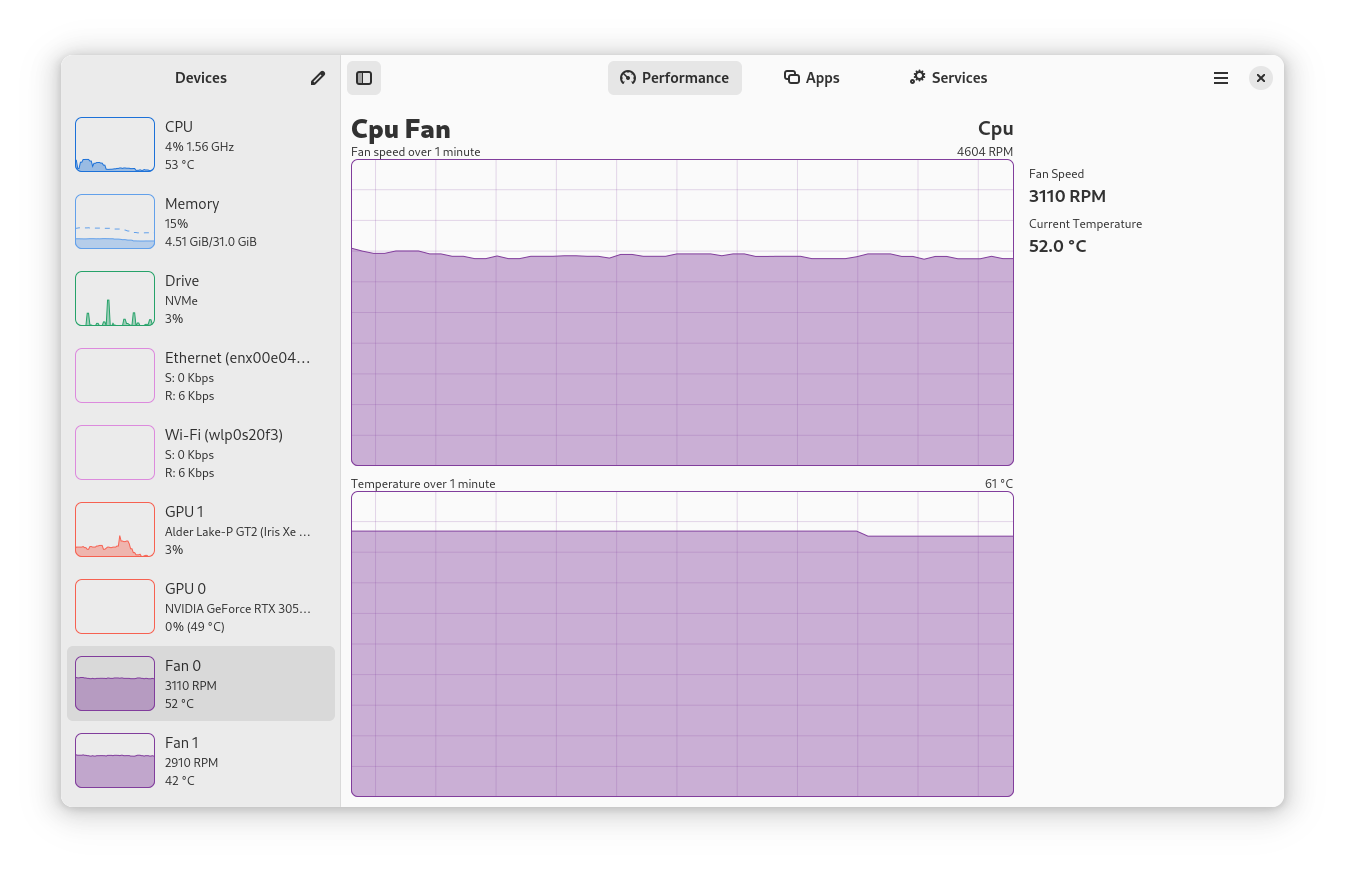 Devices
Performance
Apps
Services
CPU
4% 1.56 GHz
53 °C
Memory
15%
4.51 GiB/31.0 GiB
Drive
NVMe
3%
Ethernet (enx00e04…
S: 0 Kbps
R: 6 Kbps
Wi-Fi (wlp0s20f3)
S: 0 Kbps
R: 6 Kbps
GPU 1
Alder Lake-P GT2 (Iris Xe …
3%
GPU 0
NVIDIA GeForce RTX 305…
0% (49 °C)
Fan 0
3110 RPM
52 °C
Fan 1
2910 RPM
42 °C
Cpu Fan
Cpu
Fan speed over 1 minute
4604 RPM
Fan Speed
3110 RPM
Current Temperature
52.0 °C
Temperature over 1 minute
61 °C